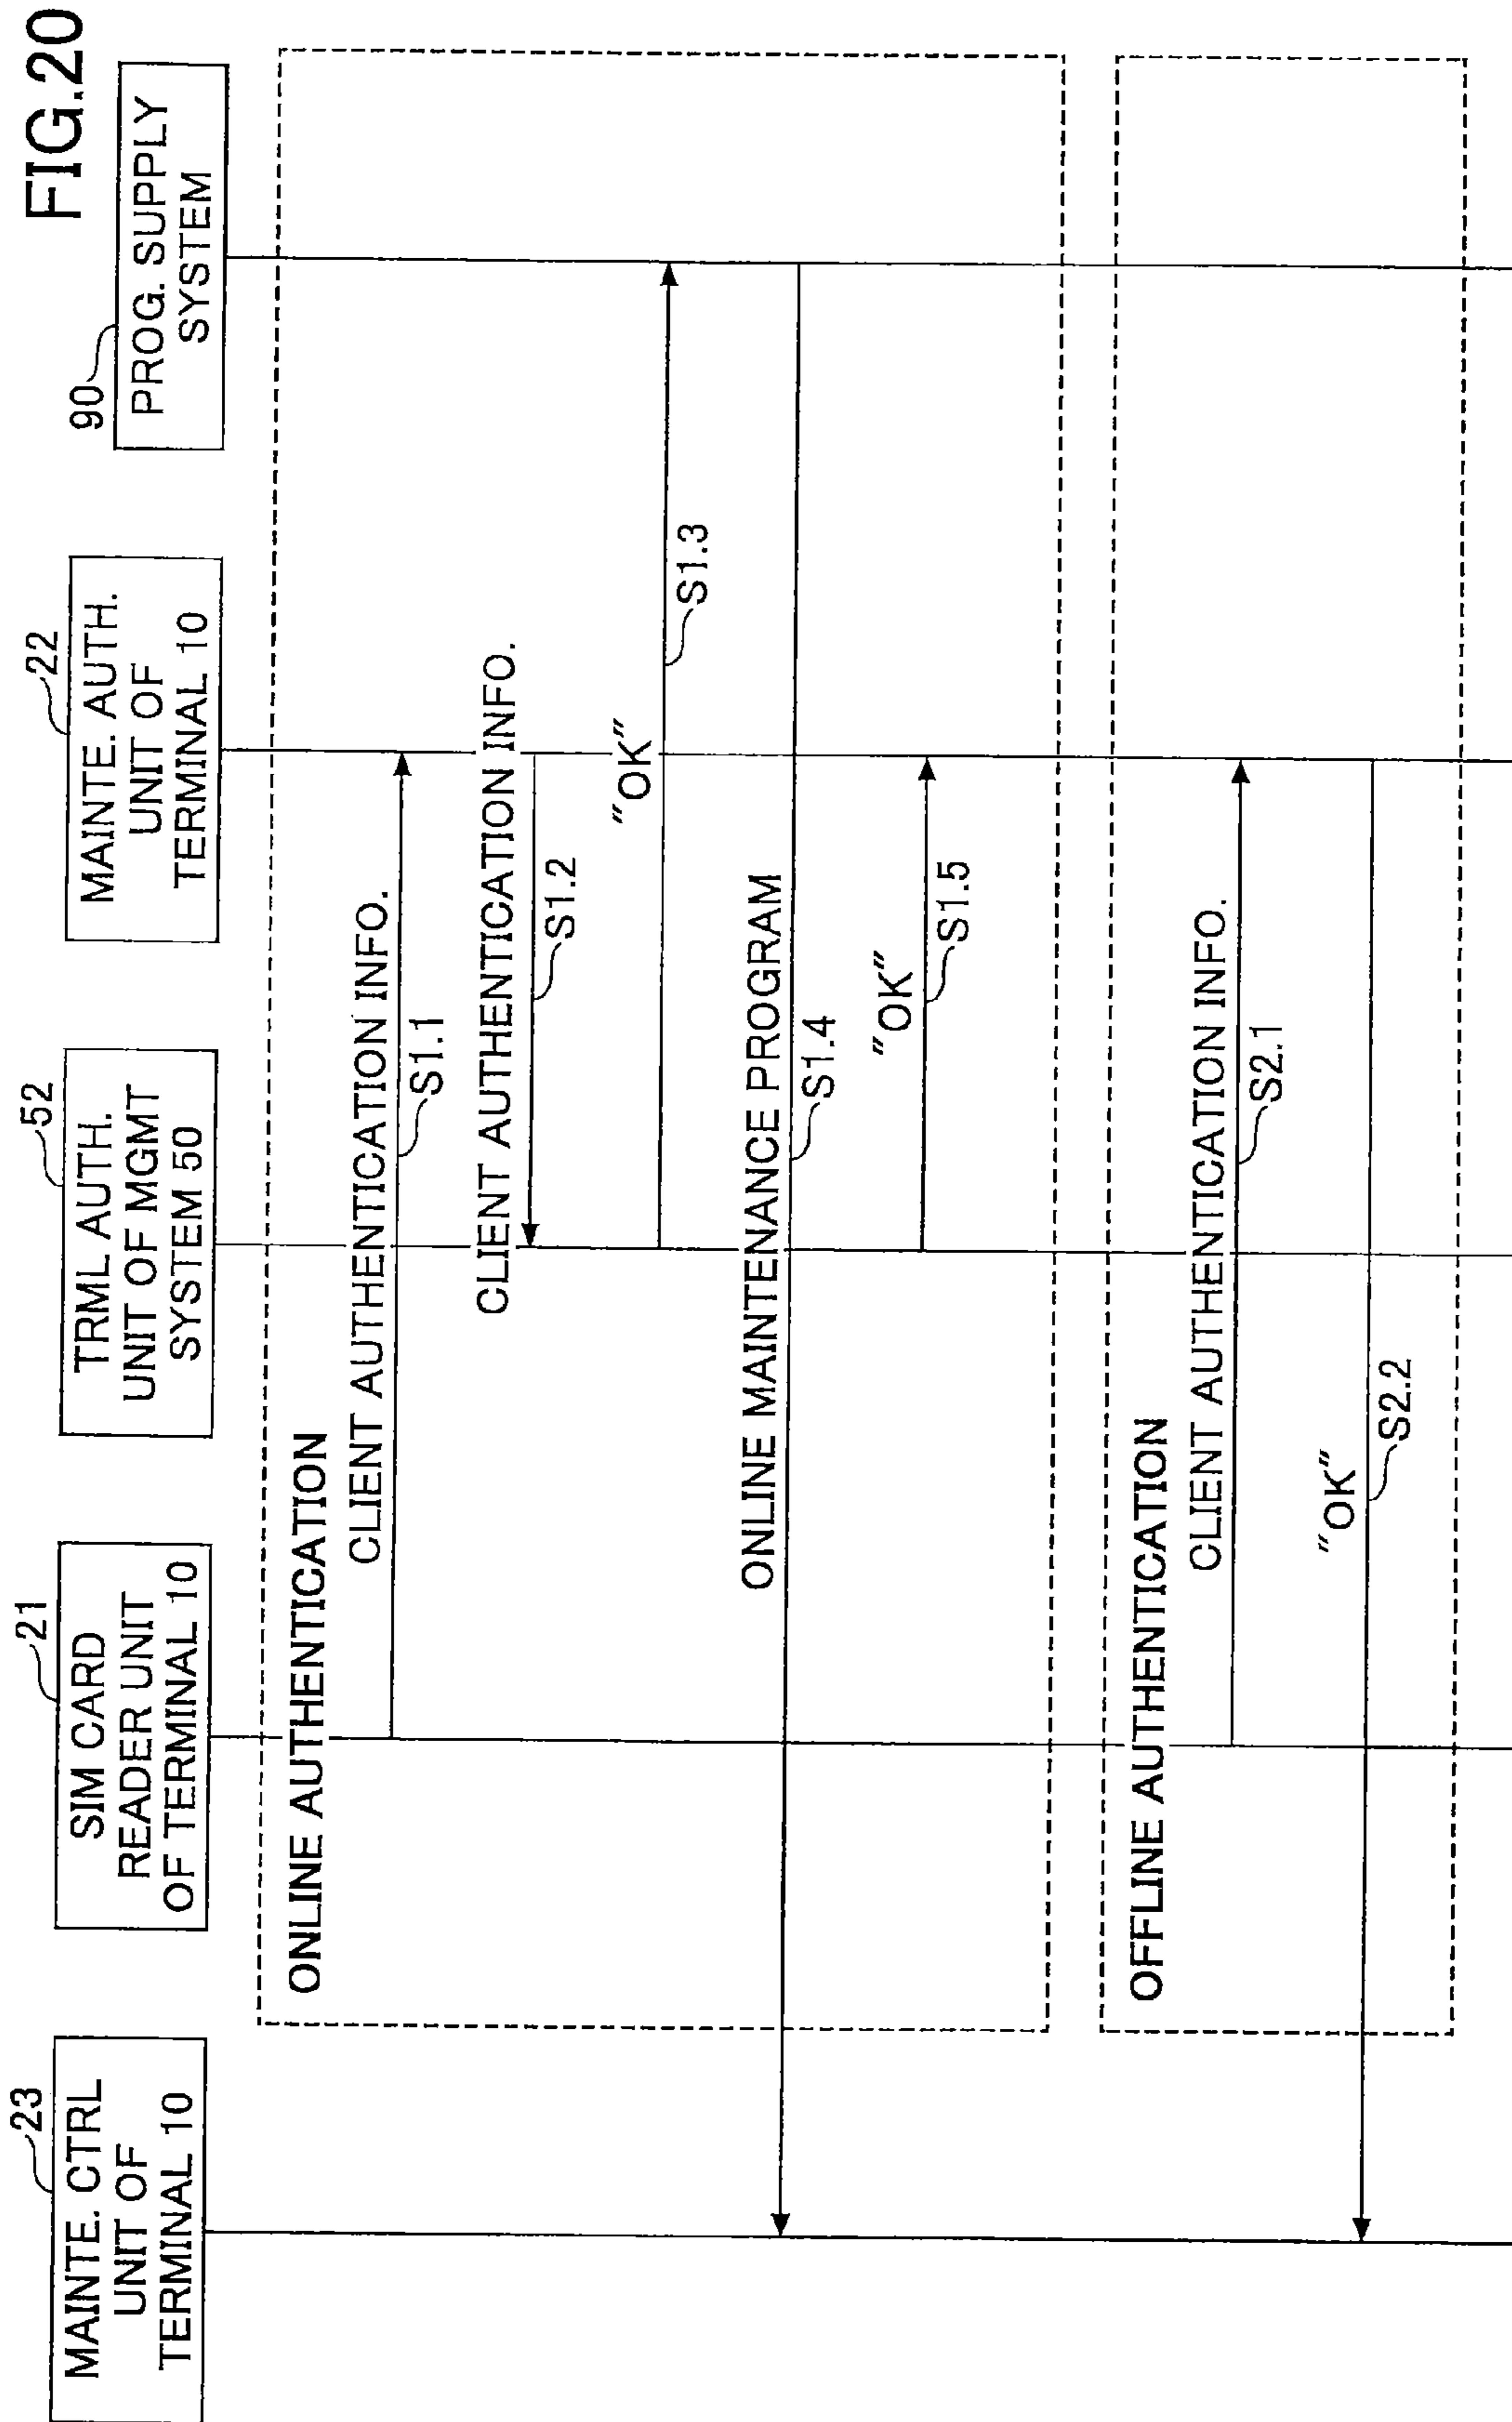 FIG.20
23
MAINTE. CTRL
UNIT OF
TERMINAL 10
21
SIM CARD
READER UNIT
OF TERMINAL 10
52
TRML AUTH.
UNIT OF MGMT
SYSTEM 50
22
MAINTE. AUTH.
UNIT OF
TERMINAL 10
90
PROG. SUPPLY
SYSTEM
ONLINE AUTHENTICATION
CLIENT AUTHENTICATION INFO.
S1.1
CLIENT AUTHENTICATION INFO.
S1.2
"OK"
S1.3
ONLINE MAINTENANCE PROGRAM
S1.4
"OK"
S1.5
OFFLINE AUTHENTICATION
CLIENT AUTHENTICATION INFO.
S2.1
"OK"
S2.2